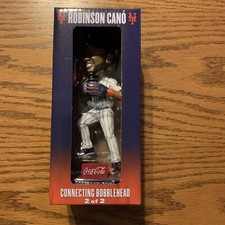 ROBINSON CANÓ
Coca-Cola
CONNECTING BOBBLEHEAD
2 of 2